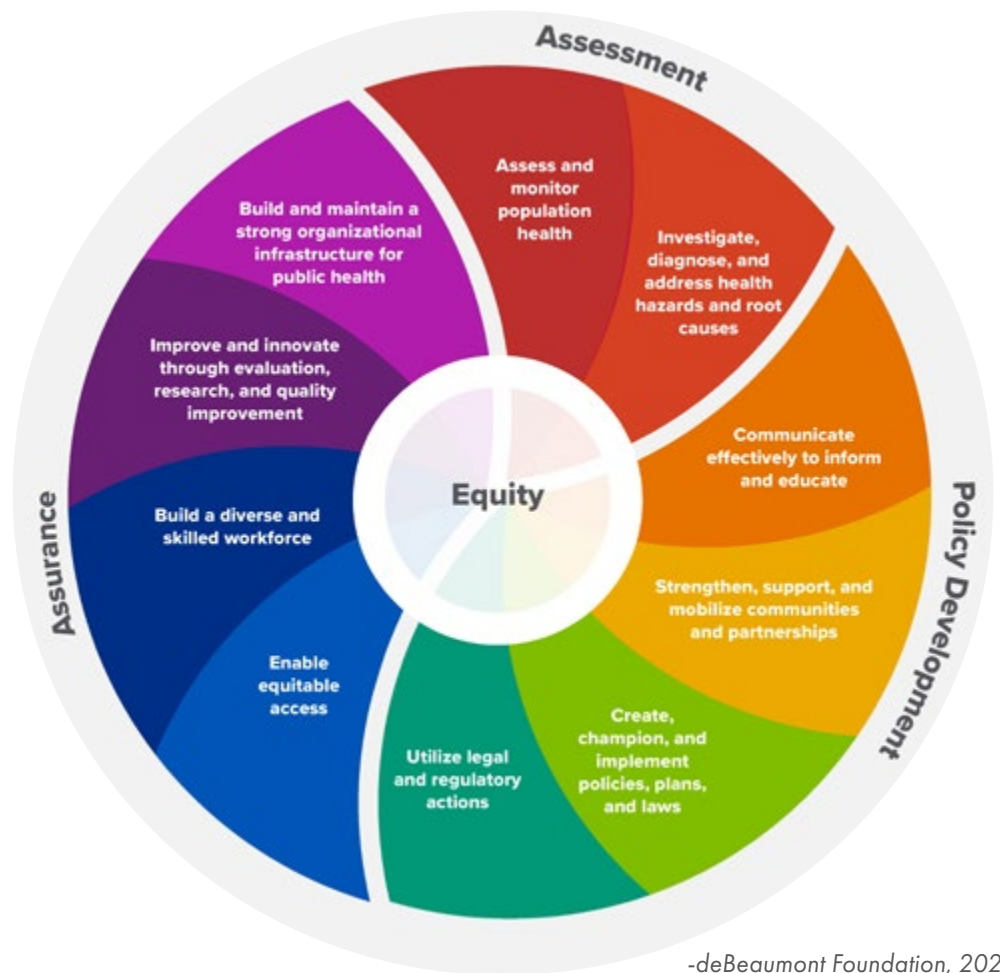 Assessment
Assess and
monitor
population
health
Investigate,
diagnose, and
address health
hazards and root
causes
Policy Development
Communicate
effectively to inform
and educate
Strengthen, support, and
mobilize communities
and partnerships
Create,
champion, and
implement
policies, plans,
and laws
Utilize legal
and regulatory
actions
Assurance
Enable
equitable
access
Build a diverse and
skilled workforce
Improve and innovate
through evaluation,
research, and quality
improvement
Build and maintain a
strong organizational
infrastructure for
public health
Equity
-deBeaumont Foundation, 202